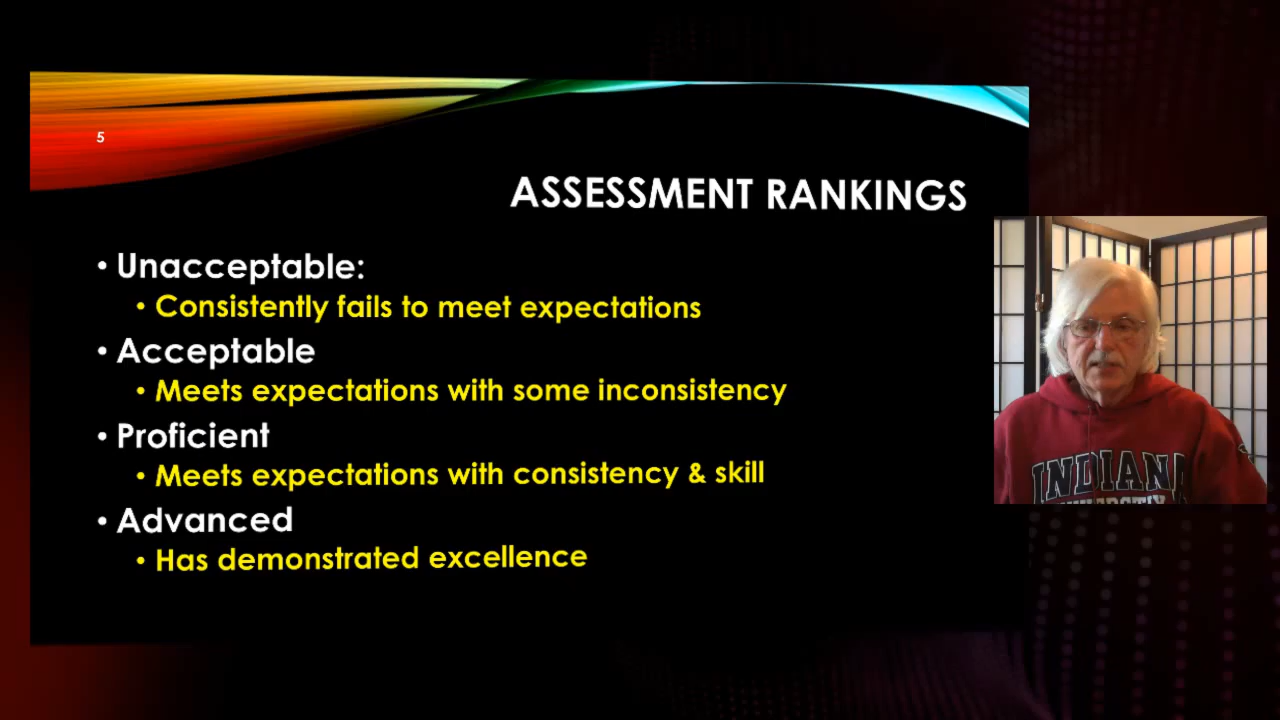 5
ASSESSMENT RANKINGS
• Unacceptable:
• Consistently fails to meet expectations
• Acceptable
• Meets expectations with some inconsistency
• Proficient
• Meets expectations with consistency & skill
• Advanced
• Has demonstrated excellence
INDIANA